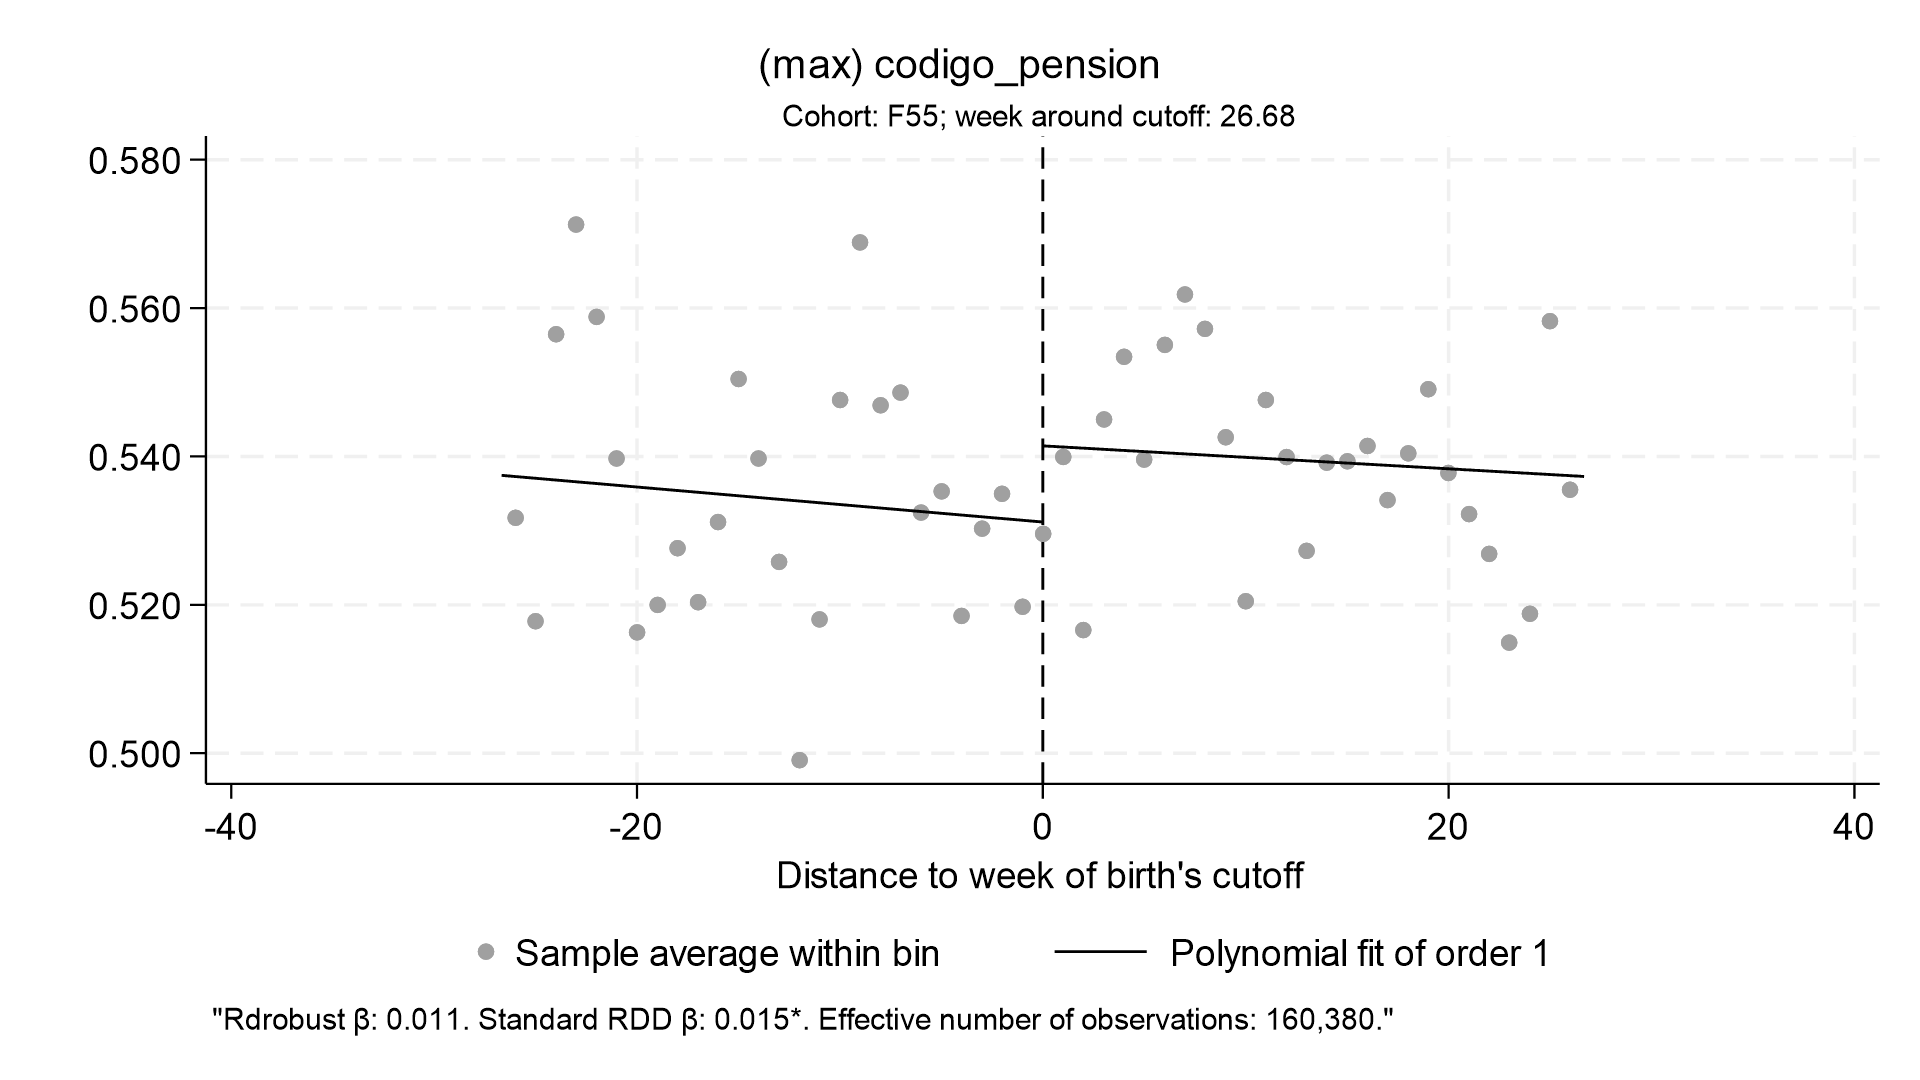 (max) codigo_pension
Cohort: F55; week around cutoff: 26.68
0.580
0.560
0.540
0.520
0.500
-40 -20 0 20 40
Distance to week of birth's cutoff
Sample average within bin Polynomial fit of order 1
"Rdrobust β: 0.011. Standard RDD β: 0.015*. Effective number of observations: 160,380."